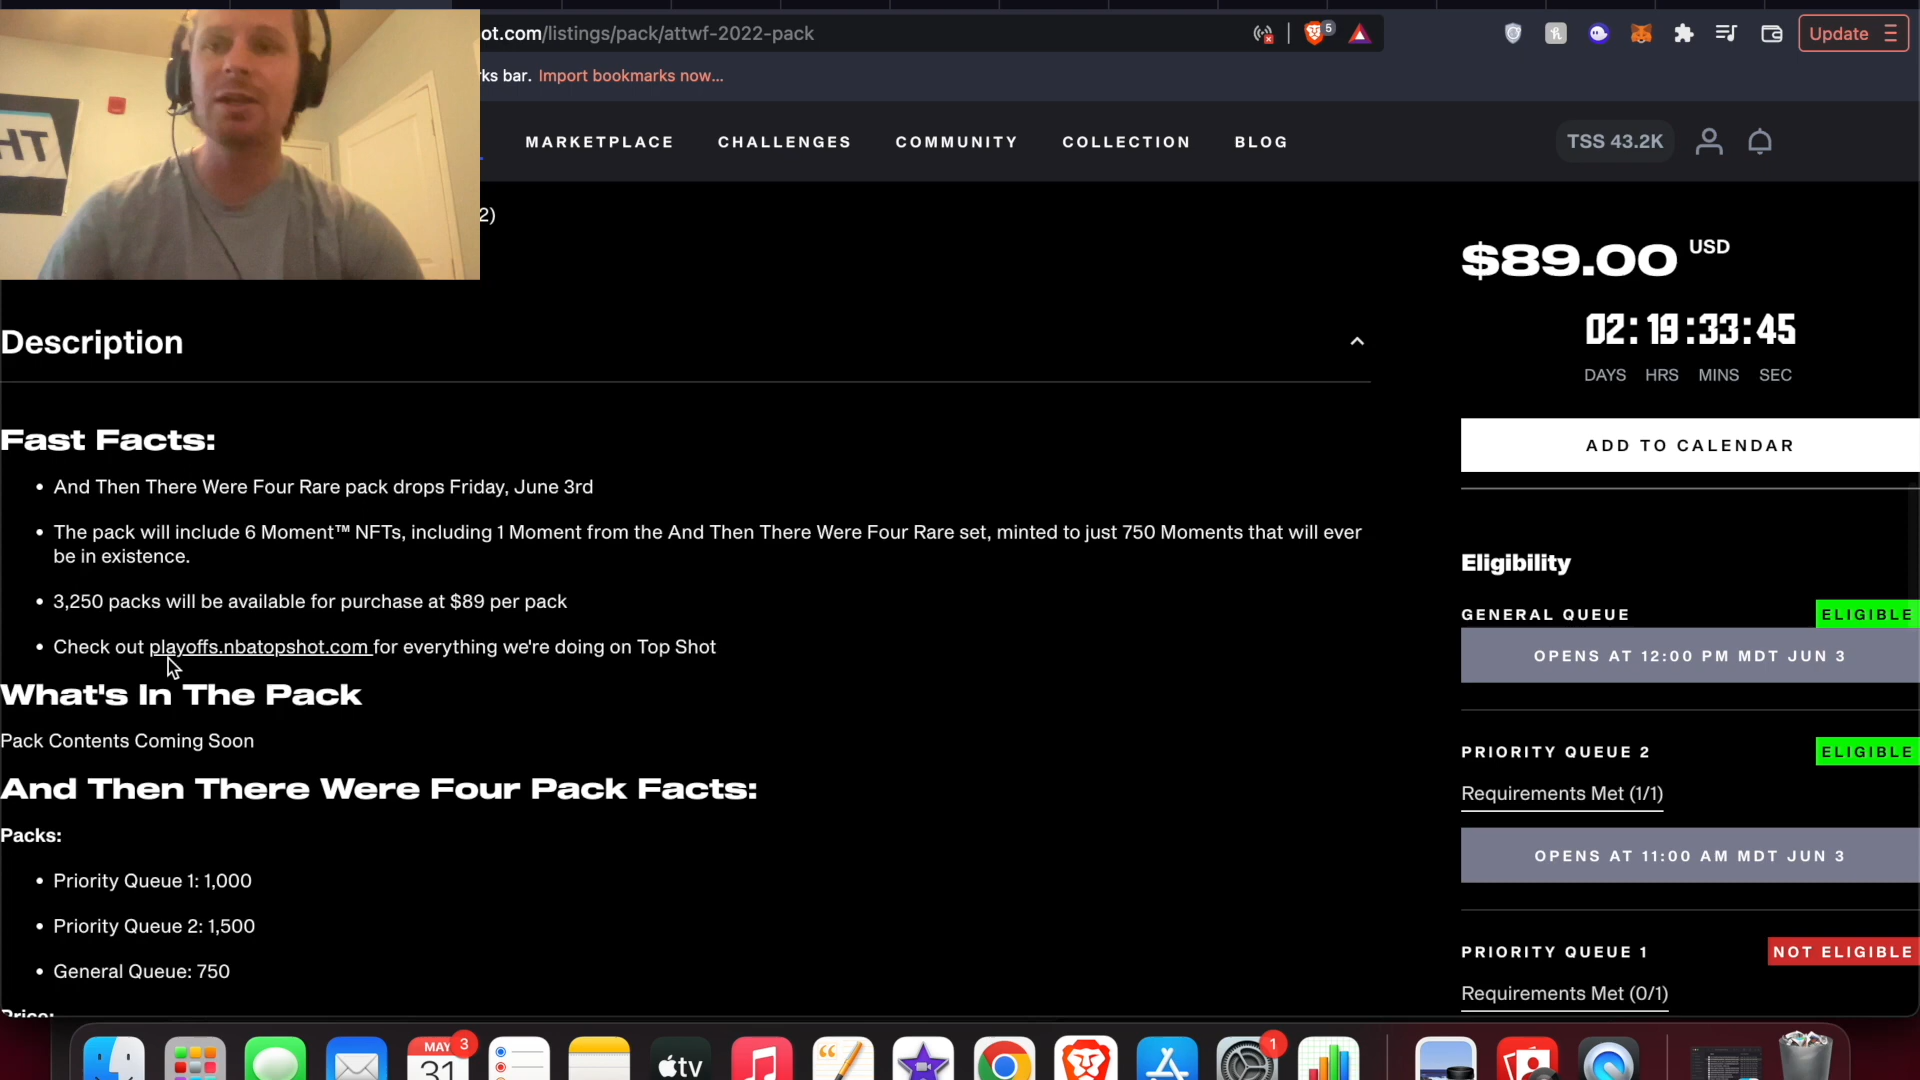 ot.com/listings/pack/attwf-2022-pack
5
Update
ks bar. Import bookmarks now...
MARKETPLACE CHALLENGES COMMUNITY COLLECTION BLOG
TSS 43.2K
TH
2)
$89.00 USD
02:19:33:45
DAYS HRS MINS SEC
ADD TO CALENDAR
Description
Fast Facts:
• And Then There Were Four Rare pack drops Friday, June 3rd
• The pack will include 6 Moment™ NFTs, including 1 Moment from the And Then There Were Four Rare set, minted to just 750 Moments that will ever
be in existence.
• 3,250 packs will be available for purchase at $89 per pack
• Check out playoffs.nbatopshot.com for everything we're doing on Top Shot
What's In The Pack
Pack Contents Coming Soon
And Then There Were Four Pack Facts:
Packs:
• Priority Queue 1: 1,000
• Priority Queue 2: 1,500
• General Queue: 750
Price:
Eligibility
GENERAL QUEUE ELIGIBLE
OPENS AT 12:00 PM MDT JUN 3
PRIORITY QUEUE 2 ELIGIBLE
Requirements Met (1/1)
OPENS AT 11:00 AM MDT JUN 3
PRIORITY QUEUE 1 NOT ELIGIBLE
Requirements Met (0/1)
MAY 3
31
tv
1